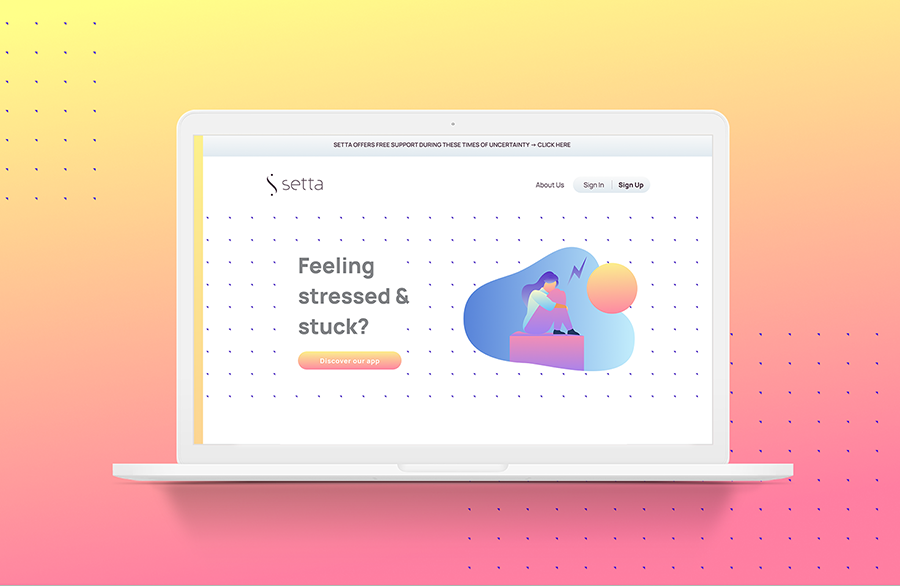 SETTA OFFERS FREE SUPPORT DURING THESE TIMES OF UNCERTAINTY → CLICK HERE
setta
About Us Sign In Sign Up
Feeling
stressed &
stuck?
Discover our app